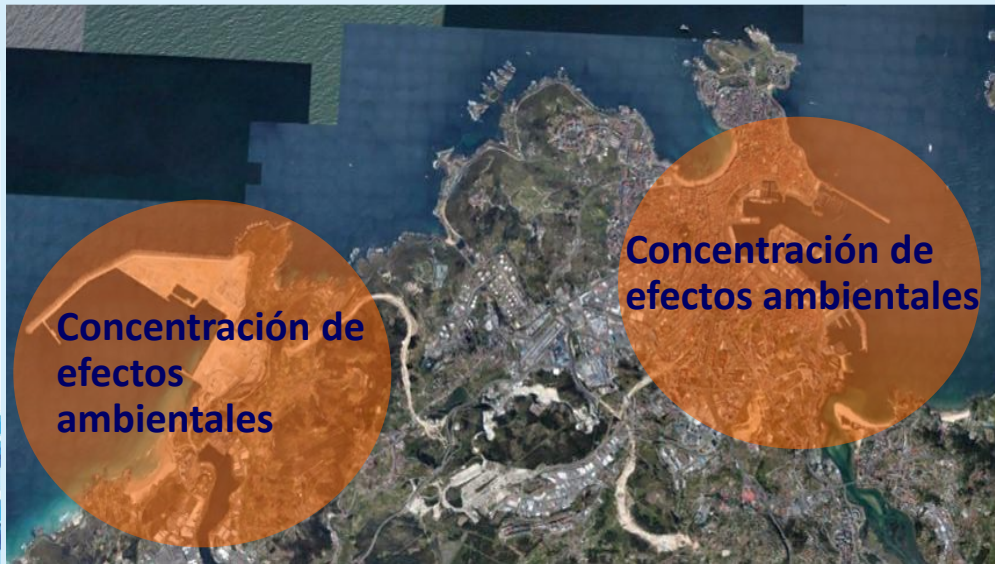 Concentración de
efectos ambientales
Concentración de
efectos
ambientales